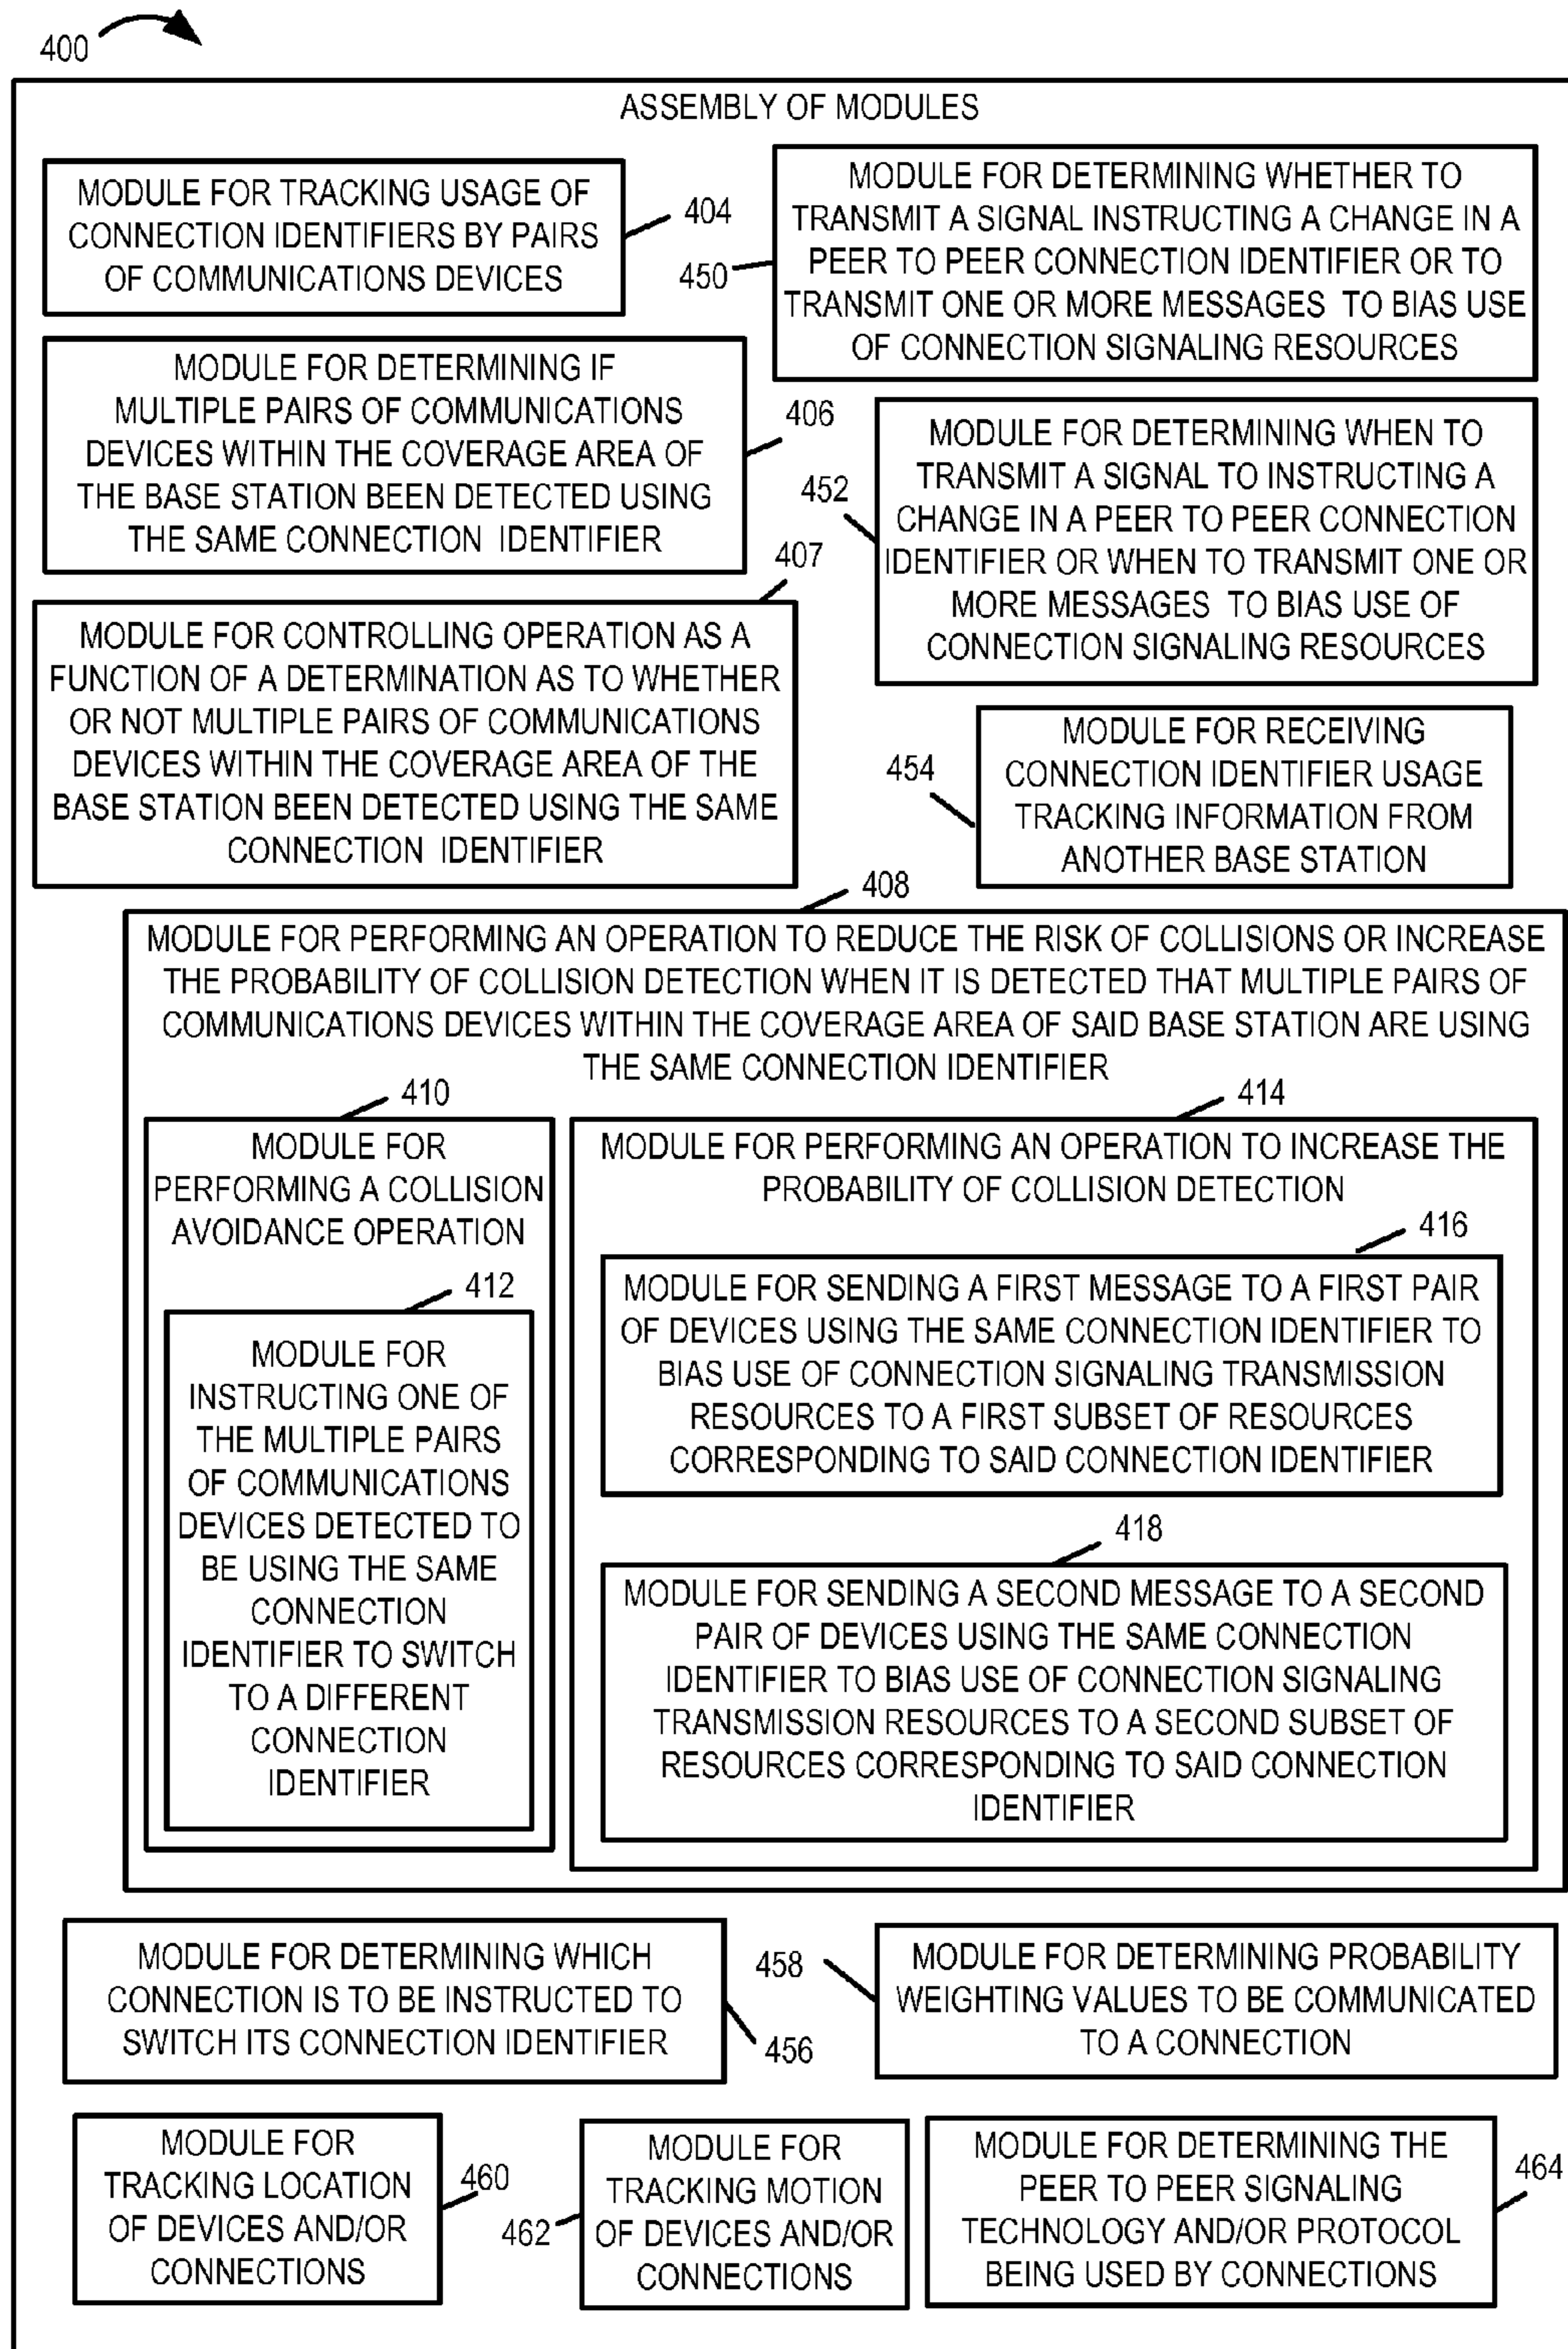 400
ASSEMBLY OF MODULES
MODULE FOR TRACKING USAGE OF
CONNECTION IDENTIFIERS BY PAIRS
OF COMMUNICATIONS DEVICES
404
MODULE FOR DETERMINING WHETHER TO
TRANSMIT A SIGNAL INSTRUCTING A CHANGE IN A
PEER TO PEER CONNECTION IDENTIFIER OR TO
TRANSMIT ONE OR MORE MESSAGES TO BIAS USE
OF CONNECTION SIGNALING RESOURCES
450
MODULE FOR DETERMINING IF
MULTIPLE PAIRS OF COMMUNICATIONS
DEVICES WITHIN THE COVERAGE AREA OF
THE BASE STATION BEEN DETECTED USING
THE SAME CONNECTION IDENTIFIER
406
MODULE FOR DETERMINING WHEN TO
TRANSMIT A SIGNAL TO INSTRUCTING A
CHANGE IN A PEER TO PEER CONNECTION
IDENTIFIER OR WHEN TO TRANSMIT ONE OR
MORE MESSAGES TO BIAS USE OF
CONNECTION SIGNALING RESOURCES
452
407
MODULE FOR CONTROLLING OPERATION AS A
FUNCTION OF A DETERMINATION AS TO WHETHER
OR NOT MULTIPLE PAIRS OF COMMUNICATIONS
DEVICES WITHIN THE COVERAGE AREA OF THE
BASE STATION BEEN DETECTED USING THE SAME
CONNECTION IDENTIFIER
MODULE FOR RECEIVING
CONNECTION IDENTIFIER USAGE
TRACKING INFORMATION FROM
ANOTHER BASE STATION
454
408
MODULE FOR PERFORMING AN OPERATION TO REDUCE THE RISK OF COLLISIONS OR INCREASE
THE PROBABILITY OF COLLISION DETECTION WHEN IT IS DETECTED THAT MULTIPLE PAIRS OF
COMMUNICATIONS DEVICES WITHIN THE COVERAGE AREA OF SAID BASE STATION ARE USING
THE SAME CONNECTION IDENTIFIER
410
MODULE FOR
PERFORMING A COLLISION
AVOIDANCE OPERATION
412
MODULE FOR
INSTRUCTING ONE OF
THE MULTIPLE PAIRS
OF COMMUNICATIONS
DEVICES DETECTED TO
BE USING THE SAME
CONNECTION
IDENTIFIER TO SWITCH
TO A DIFFERENT
CONNECTION
IDENTIFIER
414
MODULE FOR PERFORMING AN OPERATION TO INCREASE THE
PROBABILITY OF COLLISION DETECTION
416
MODULE FOR SENDING A FIRST MESSAGE TO A FIRST PAIR
OF DEVICES USING THE SAME CONNECTION IDENTIFIER TO
BIAS USE OF CONNECTION SIGNALING TRANSMISSION
RESOURCES TO A FIRST SUBSET OF RESOURCES
CORRESPONDING TO SAID CONNECTION IDENTIFIER
418
MODULE FOR SENDING A SECOND MESSAGE TO A SECOND
PAIR OF DEVICES USING THE SAME CONNECTION
IDENTIFIER TO BIAS USE OF CONNECTION SIGNALING
TRANSMISSION RESOURCES TO A SECOND SUBSET OF
RESOURCES CORRESPONDING TO SAID CONNECTION
IDENTIFIER
MODULE FOR DETERMINING WHICH
CONNECTION IS TO BE INSTRUCTED TO
SWITCH ITS CONNECTION IDENTIFIER
456
458
MODULE FOR DETERMINING PROBABILITY
WEIGHTING VALUES TO BE COMMUNICATED
TO A CONNECTION
MODULE FOR
TRACKING LOCATION
OF DEVICES AND/OR
CONNECTIONS
460
MODULE FOR
TRACKING MOTION
OF DEVICES AND/OR
CONNECTIONS
462
MODULE FOR DETERMINING THE
PEER TO PEER SIGNALING
TECHNOLOGY AND/OR PROTOCOL
BEING USED BY CONNECTIONS
464